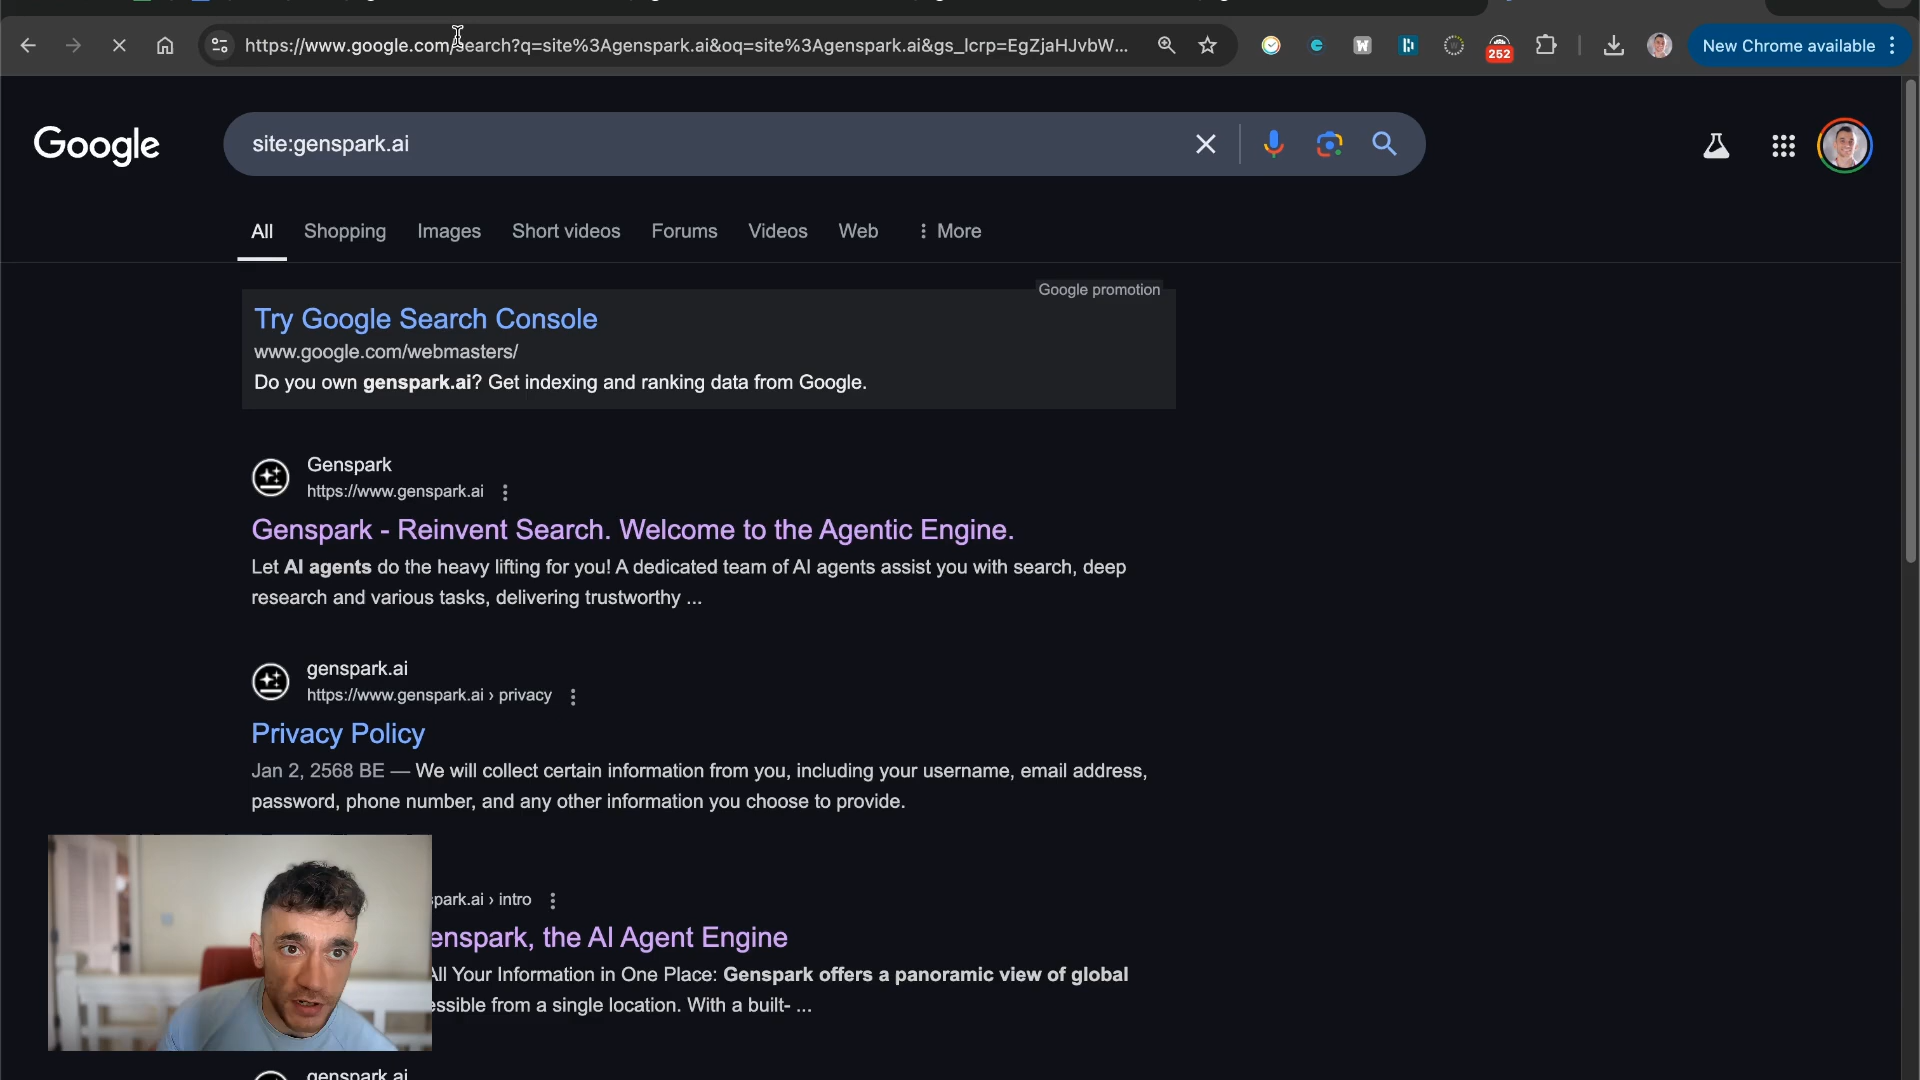 https://www.google.com/search?q=site%3Agenspark.ai&oq=site%3Agenspark.ai&gs_lcrp=EgZjaHJvbW...
252
New Chrome available
Google
site:genspark.ai
All
Shopping
Images
Short videos
Forums
Videos
Web
More
Google promotion
Try Google Search Console
www.google.com/webmasters/
Do you own genspark.ai? Get indexing and ranking data from Google.
Genspark
https://www.genspark.ai
Genspark - Reinvent Search. Welcome to the Agentic Engine.
Let AI agents do the heavy lifting for you! A dedicated team of AI agents assist you with search, deep
research and various tasks, delivering trustworthy ...
genspark.ai
https://www.genspark.ai › privacy
Privacy Policy
Jan 2, 2568 BE — We will collect certain information from you, including your username, email address,
password, phone number, and any other information you choose to provide.
spark.ai › intro
enspark, the AI Agent Engine
All Your Information in One Place: Genspark offers a panoramic view of global
essible from a single location. With a built- ...
genspark.ai